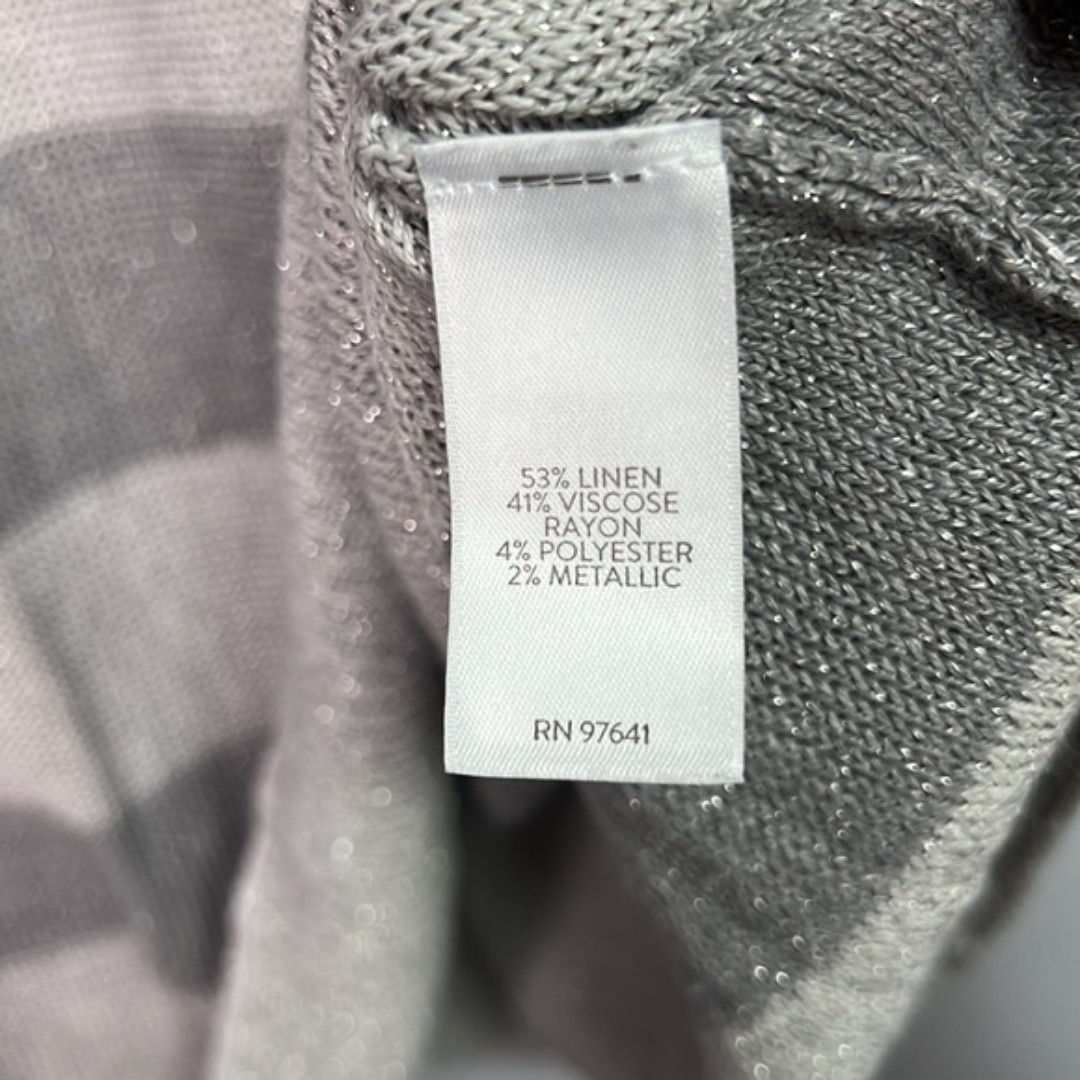 53% LINEN
41% VISCOSE
RAYON
4% POLYESTER
2% METALLIC
RN 97641